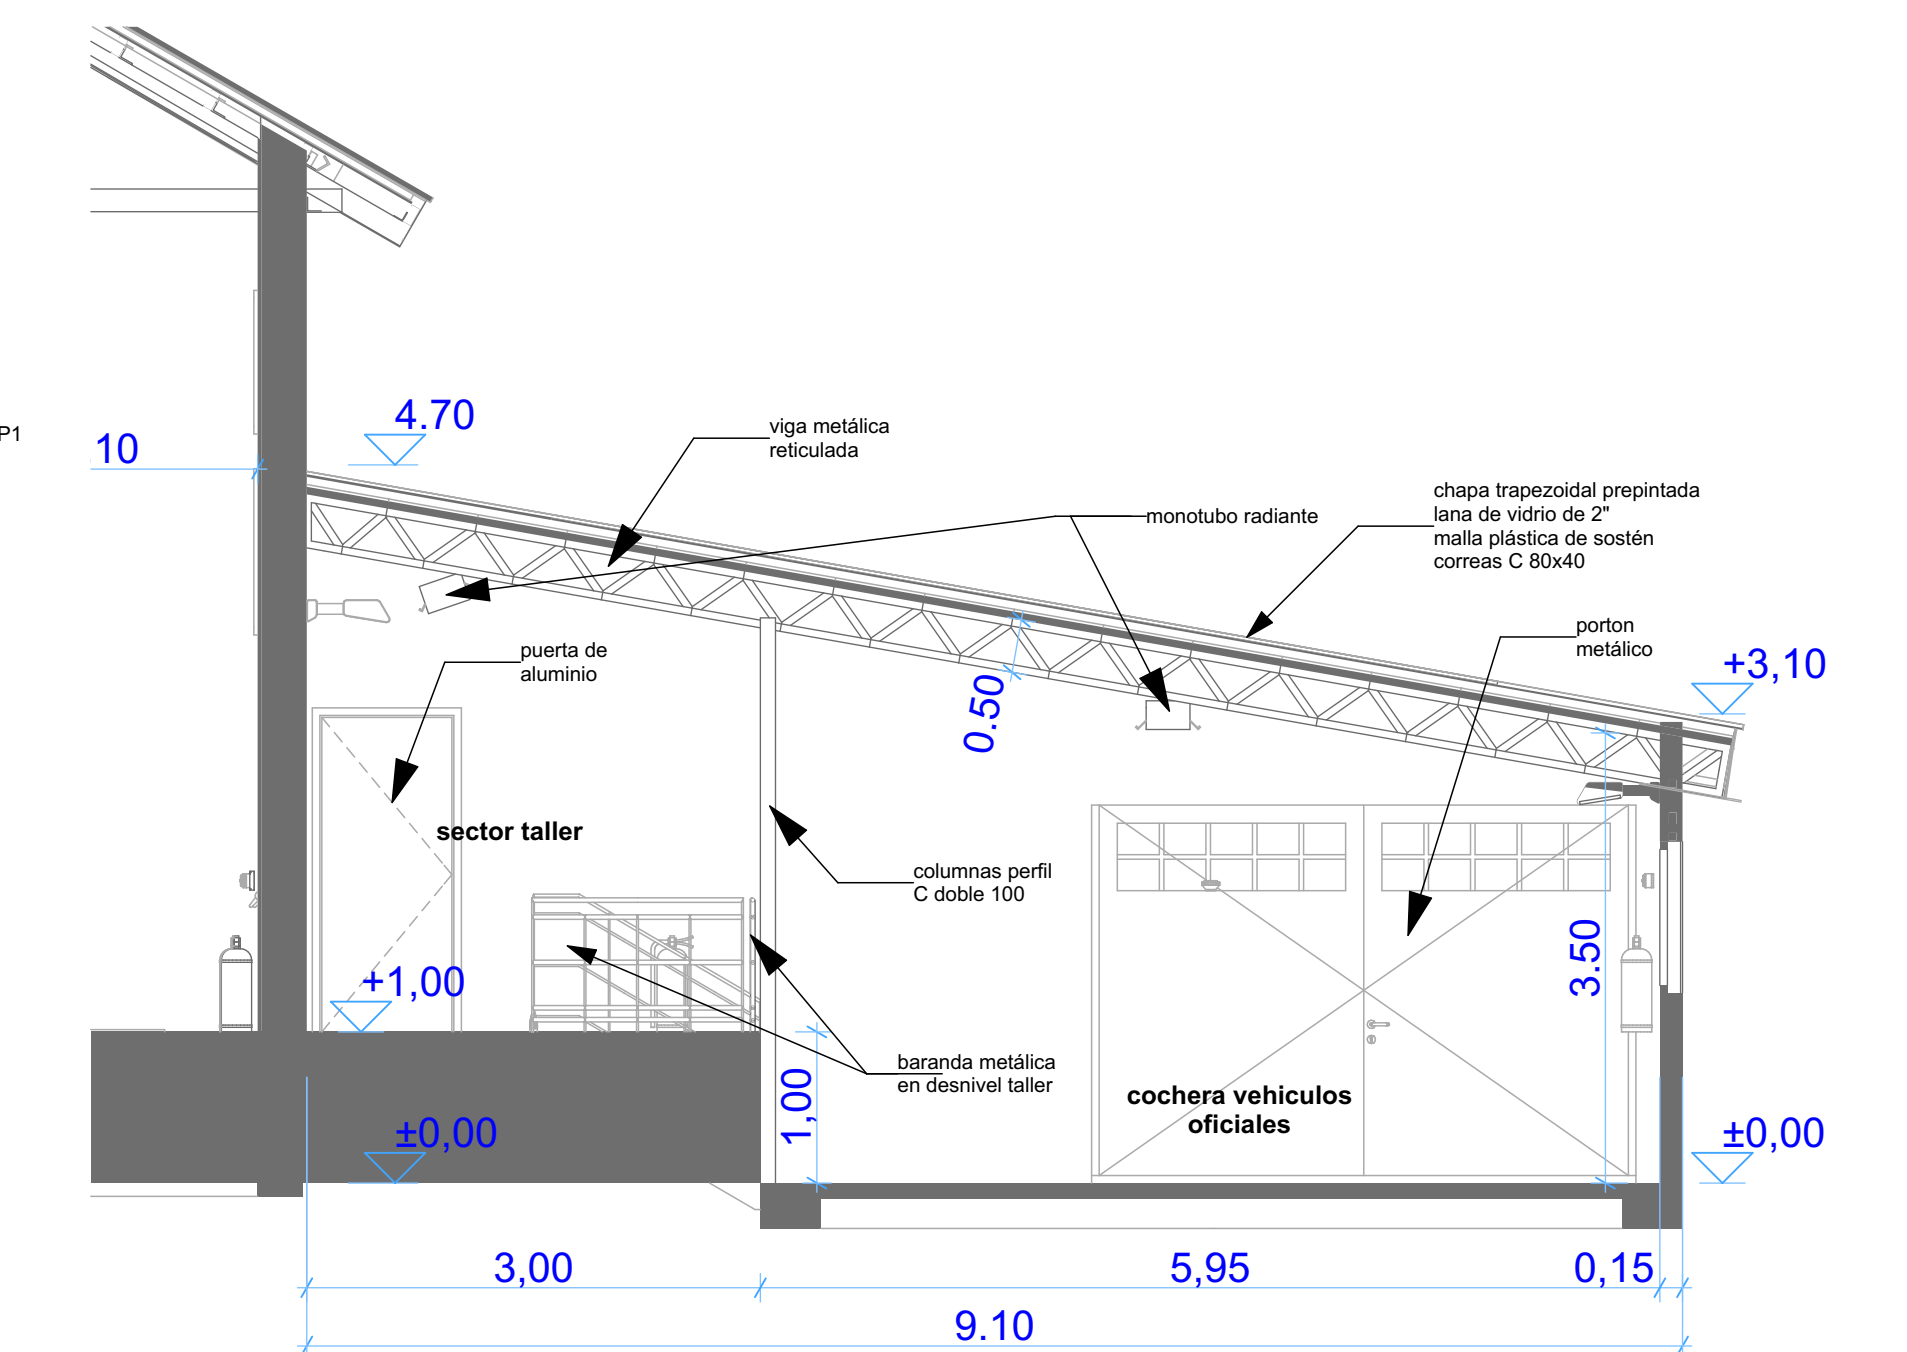 4.70
viga metálica
reticulada
P1
10
chapa trapezoidal prepintada
lana de vidrio de 2"
malla plástica de sostén
correas C 80x40
monotubo radiante
porton
metálico
+3,10
puerta de
aluminio
0.50
sector taller
columnas perfil
C doble 100
3.50
+1,00
baranda metálica
en desnivel taller
1,00
cochera vehiculos
oficiales
±0,00
±0,00
3,00
5,95
0,15
9.10